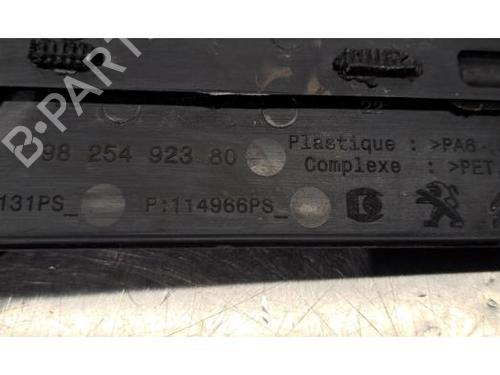 B-PARTS
22
98 254 923 80 A Plastique : >PA6-
Complexe : >PET
131PS_ P:114966PS_